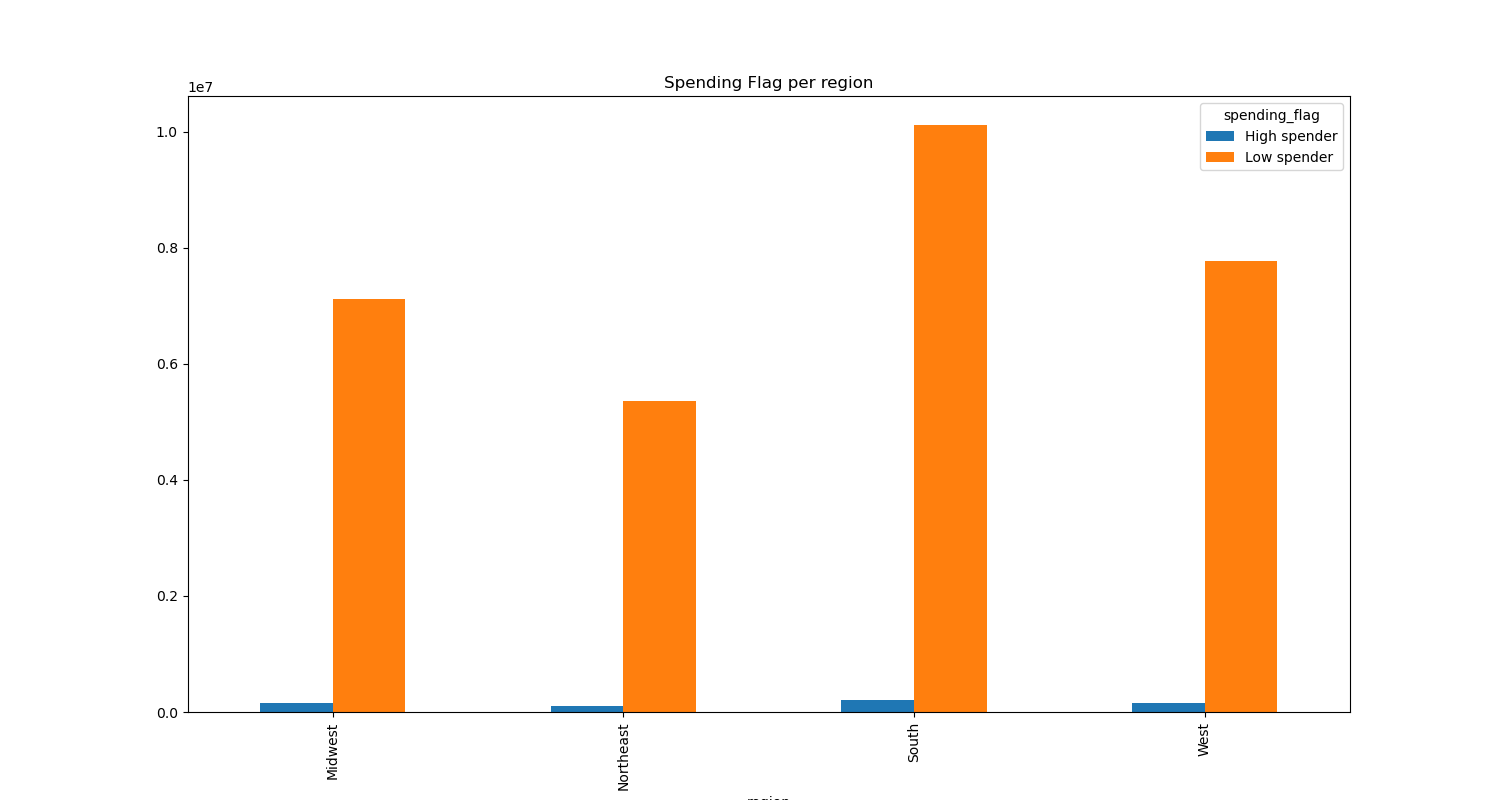 Spending Flag per region
1e7
1.0
0.8
0.6
0.4
0.2
0.0
spending_flag
High spender
Low spender
Midwest
Northeast
South
West
region